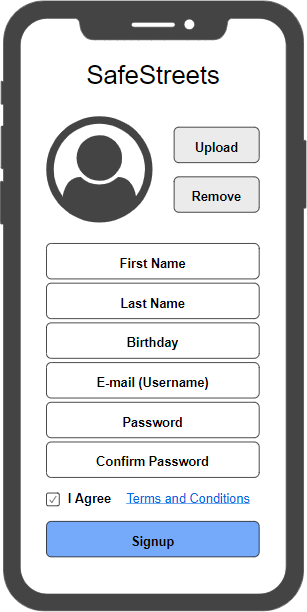 SafeStreets
Upload
Remove
First Name
Last Name
Birthday
E-mail (Username)
Password
Confirm Password
I Agree Terms and Conditions
Signup